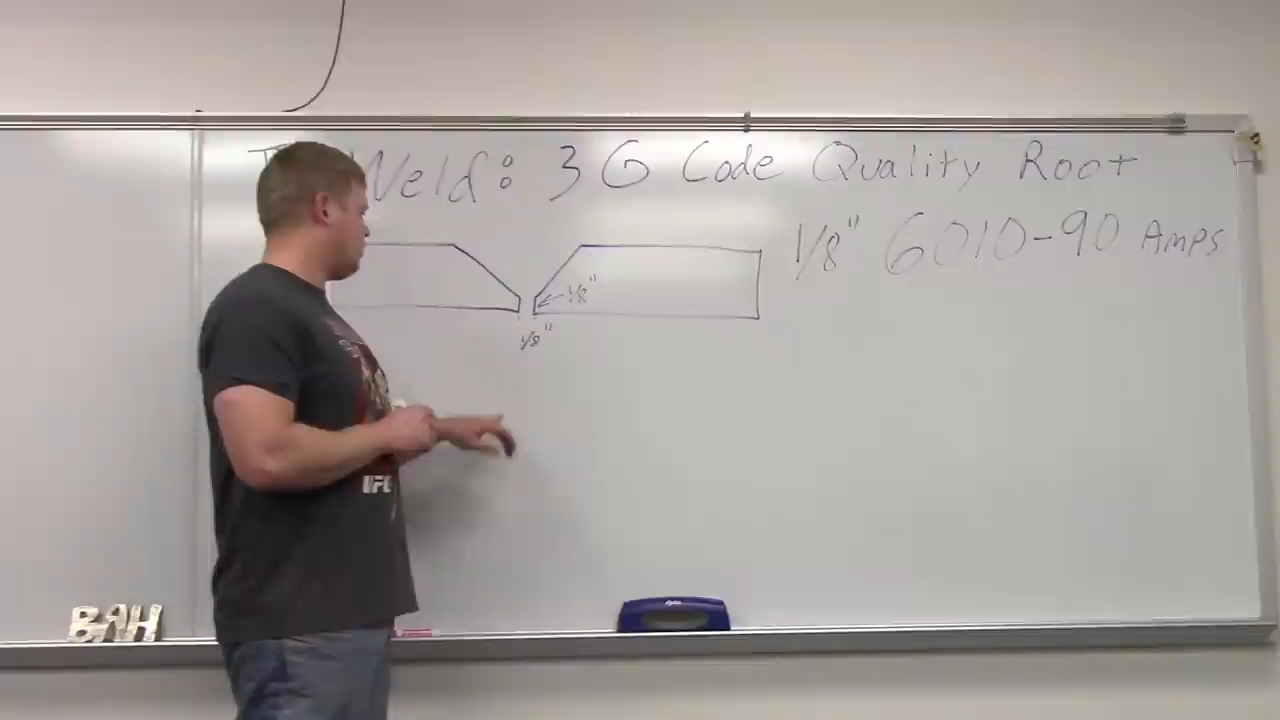 Weld: 3G Code Quality Root
1/8" 6010-90 Amps
1/8"
1/8"
UFC
BAH